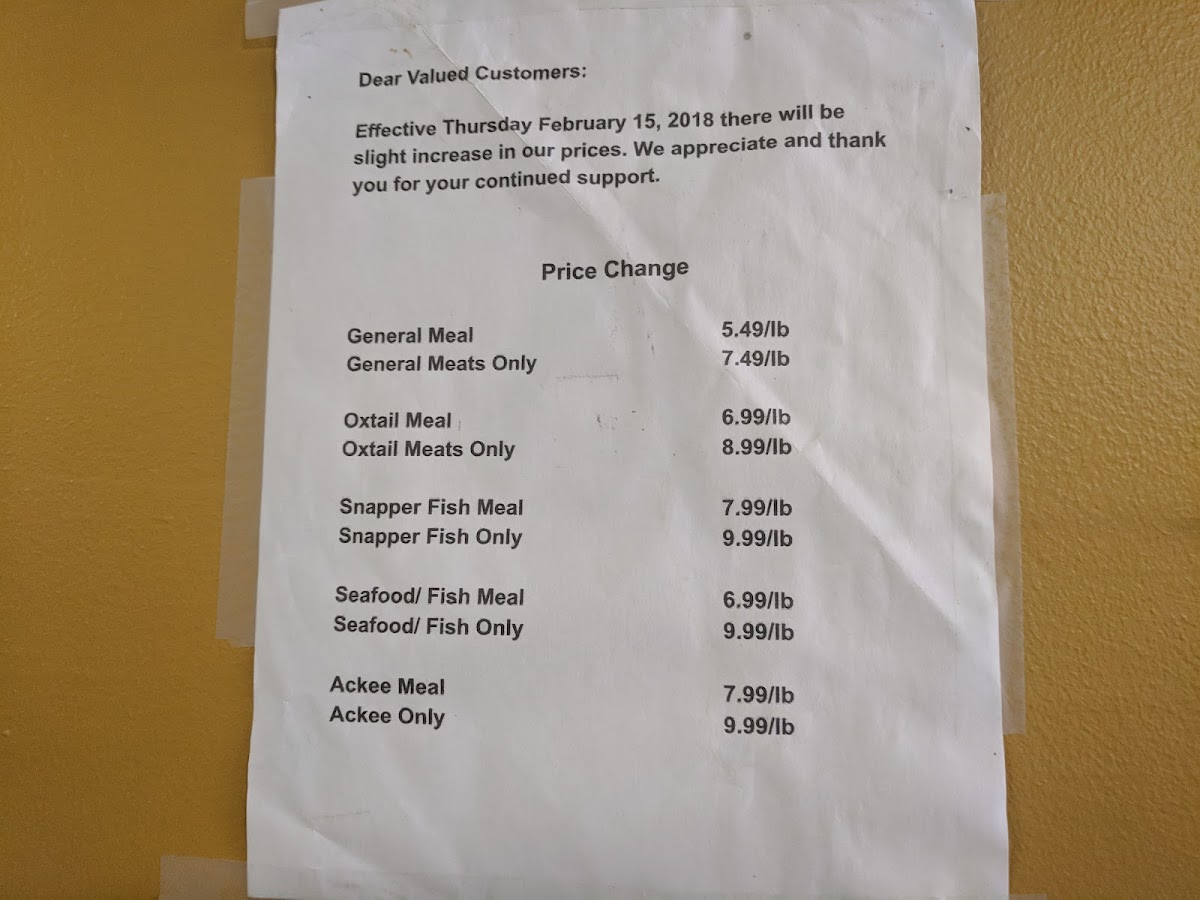 Dear Valued Customers:
Effective Thursday February 15, 2018 there will be
slight increase in our prices. We appreciate and thank
you for your continued support.
Price Change
General Meal 5.49/lb
General Meats Only 7.49/lb
Oxtail Meal 6.99/lb
Oxtail Meats Only 8.99/lb
Snapper Fish Meal 7.99/lb
Snapper Fish Only 9.99/lb
Seafood/ Fish Meal 6.99/lb
Seafood/ Fish Only 9.99/lb
Ackee Meal 7.99/lb
Ackee Only 9.99/lb